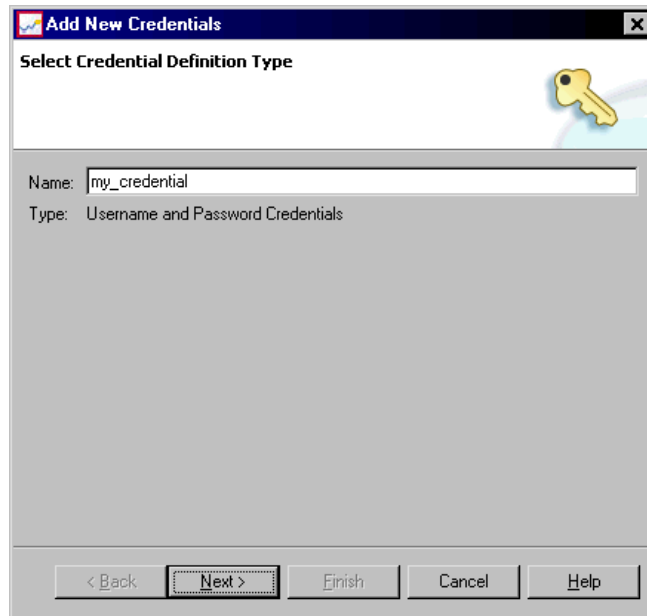 Add New Credentials
Select Credential Definition Type
Name: my_credential
Type: Username and Password Credentials
< Back Next > Finish Cancel Help